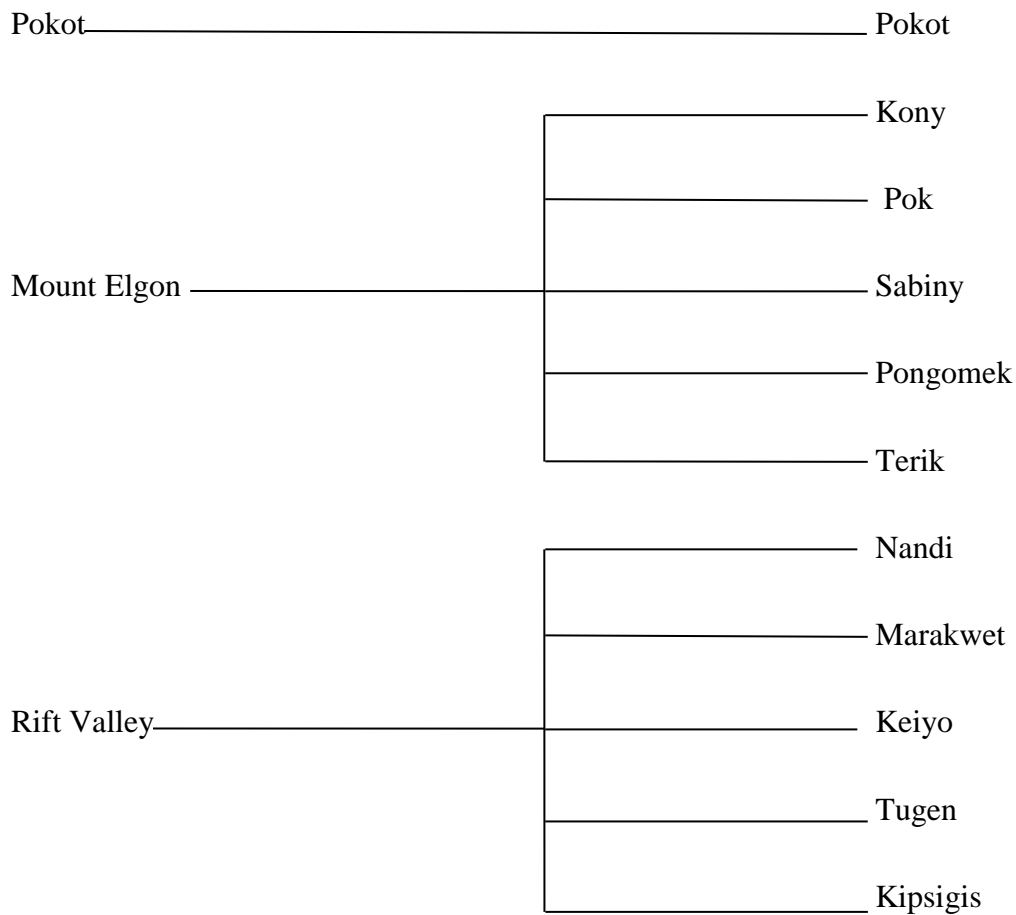 Pokot Pokot
Kony
Pok
Mount Elgon Sabiny
Pongomek
Terik
Nandi
Marakwet
Rift Valley Keiyo
Tugen
Kipsigis